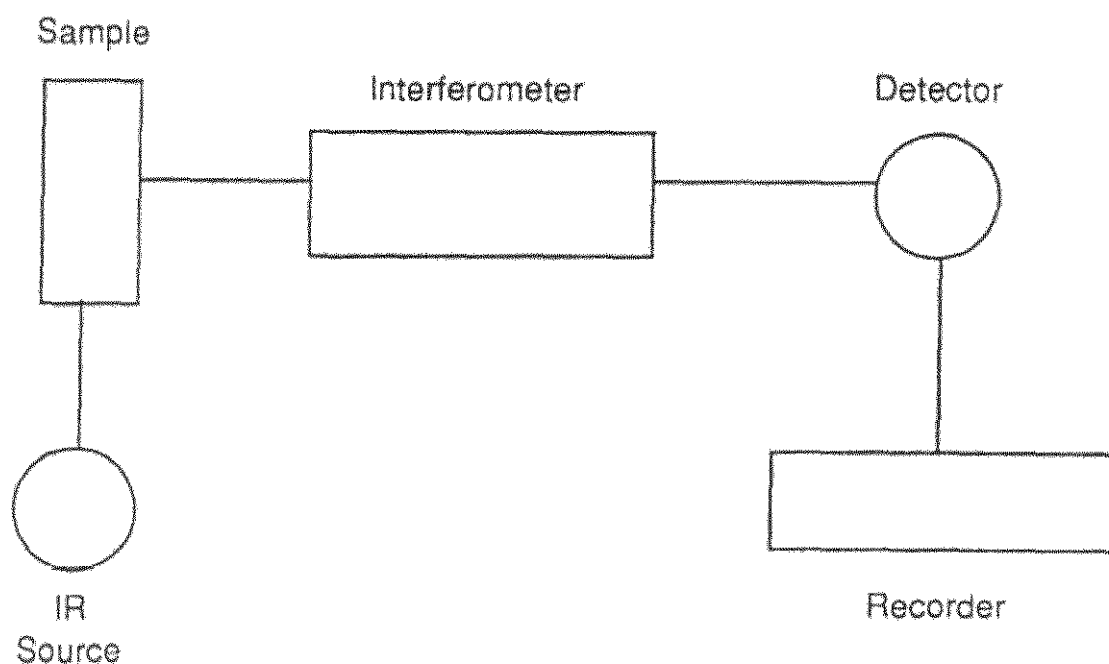 Sample
Interferometer
Detector
IR
Source
Recorder